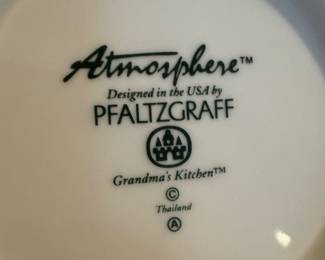 Atmosphere™
Designed in the USA by
PFALTZGRAFF
Grandma's Kitchen™
©
Thailand
Ⓐ